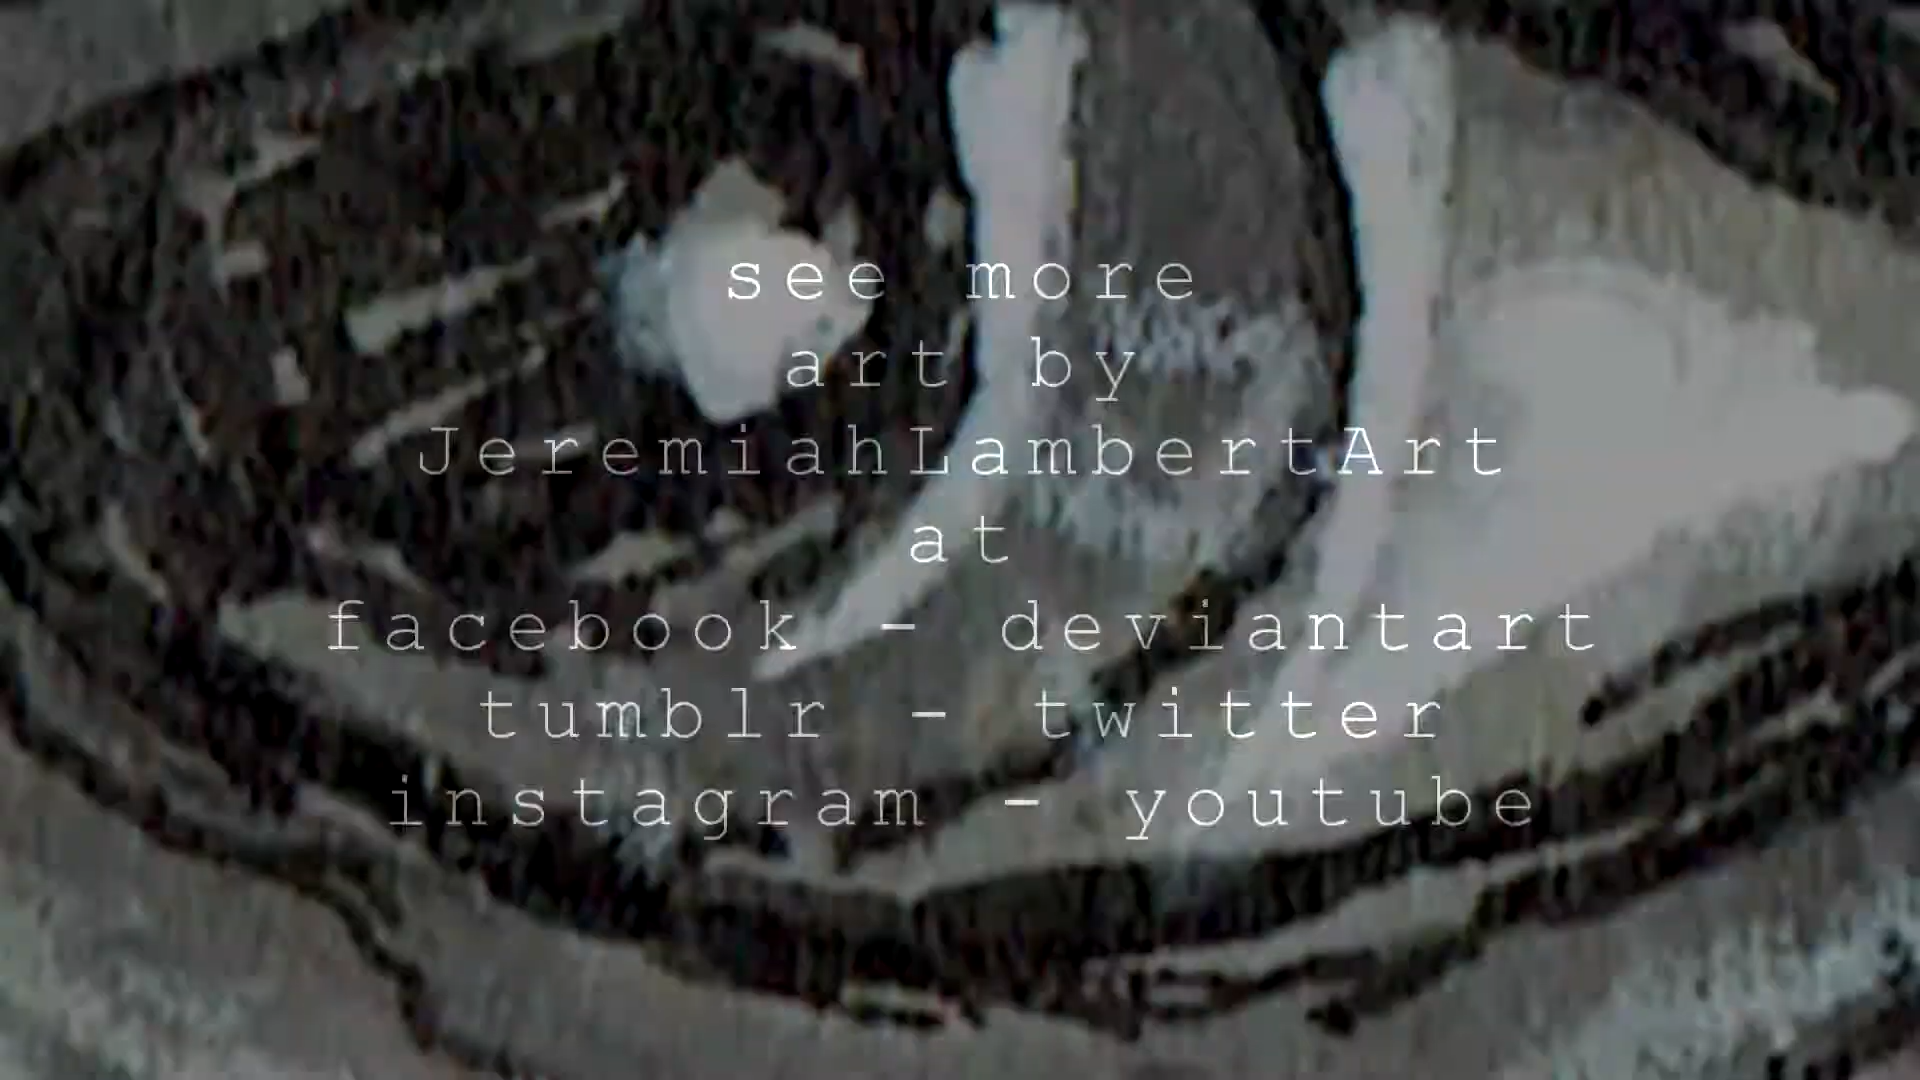 see more
art by
JeremiahLambertArt
at
facebook - deviantart
tumblr - twitter
instagram - youtube